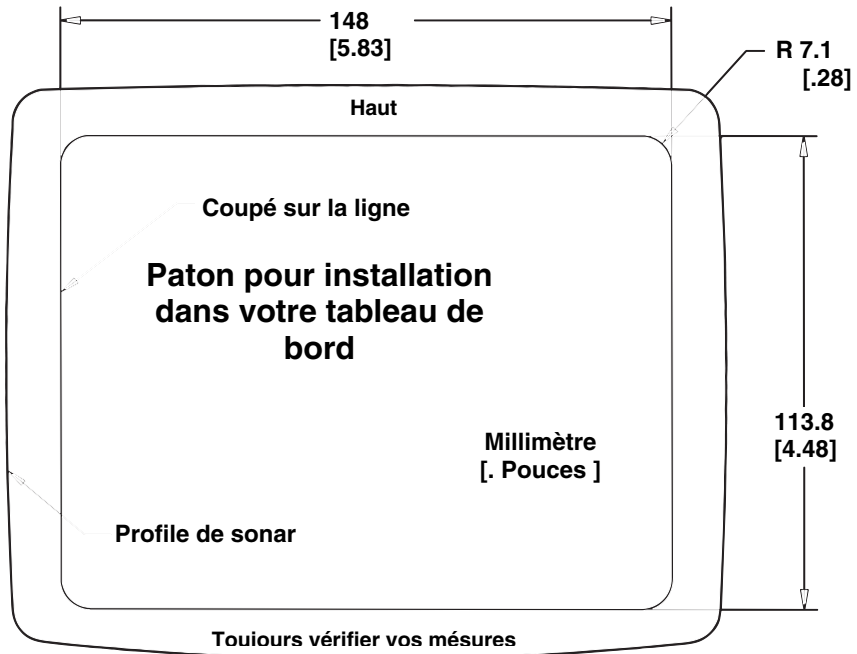 148
[5.83]
R 7.1
[.28]
Haut
Coupé sur la ligne
Paton pour installation
dans votre tableau de
bord
113.8
[4.48]
Millimètre
[. Pouces ]
Profile de sonar
Toujours vérifier vos mésures